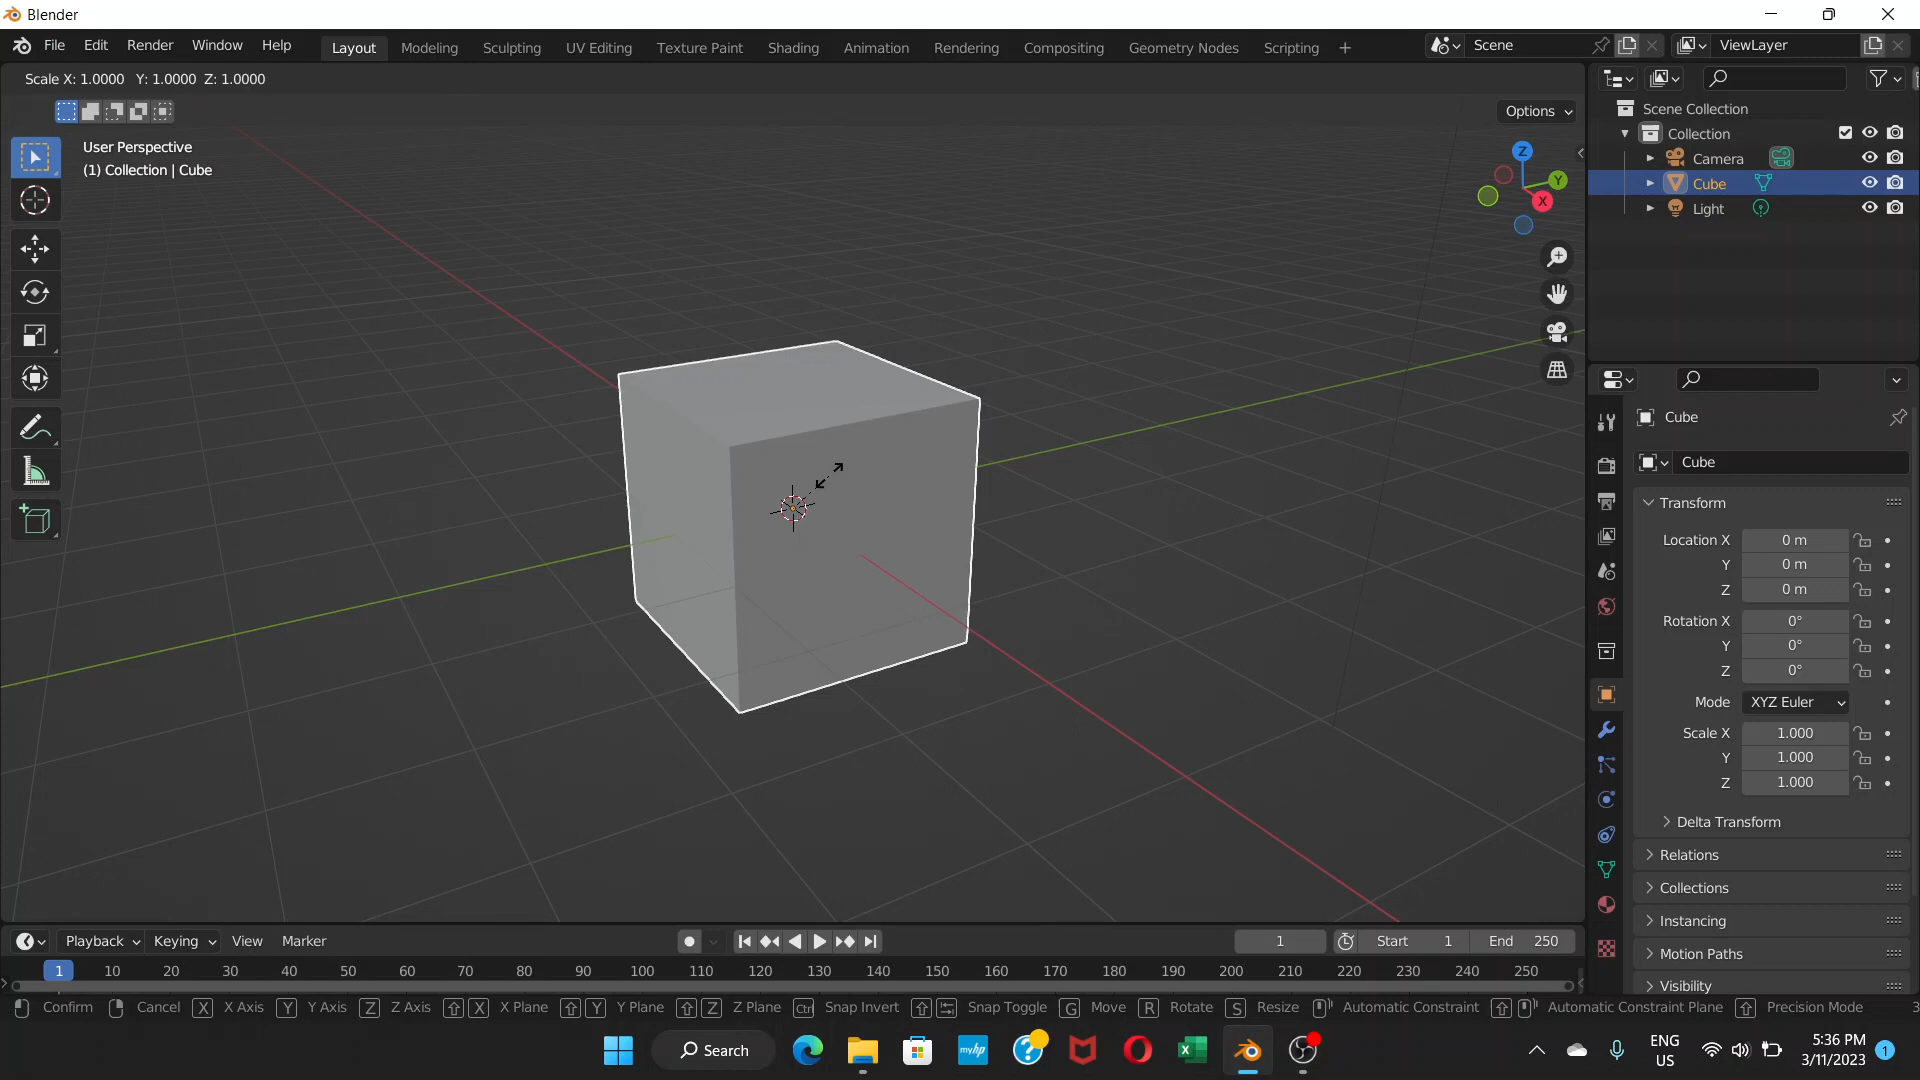 Blender
File Edit Render Window Help Layout Modeling Sculpting UV Editing Texture Paint Shading Animation Rendering Compositing Geometry Nodes Scripting + Scene ViewLayer
Scale X: 1.0000 Y: 1.0000 Z: 1.0000
Options
User Perspective
(1) Collection | Cube
Z
Y
X
Scene Collection
Collection
Camera
Cube
Light
Cube
Cube
Transform
Location X 0 m
Y 0 m
Z 0 m
Rotation X 0°
Y 0°
Z 0°
Mode XYZ Euler
Scale X 1.000
Y 1.000
Z 1.000
Delta Transform
Relations
Collections
Instancing
Motion Paths
Visibility
Playback Keying View Marker 1 Start 1 End 250
1 10 20 30 40 50 60 70 80 90 100 110 120 130 140 150 160 170 180 190 200 210 220 230 240 250
Confirm Cancel X X Axis Y Y Axis Z Z Axis X X Plane Y Y Plane Z Z Plane Ctrl Snap Invert Snap Toggle G Move R Rotate S Resize Automatic Constraint Automatic Constraint Plane Precision Mode 3
Search myhp ? X ENG US 5:36 PM 3/11/2023 1